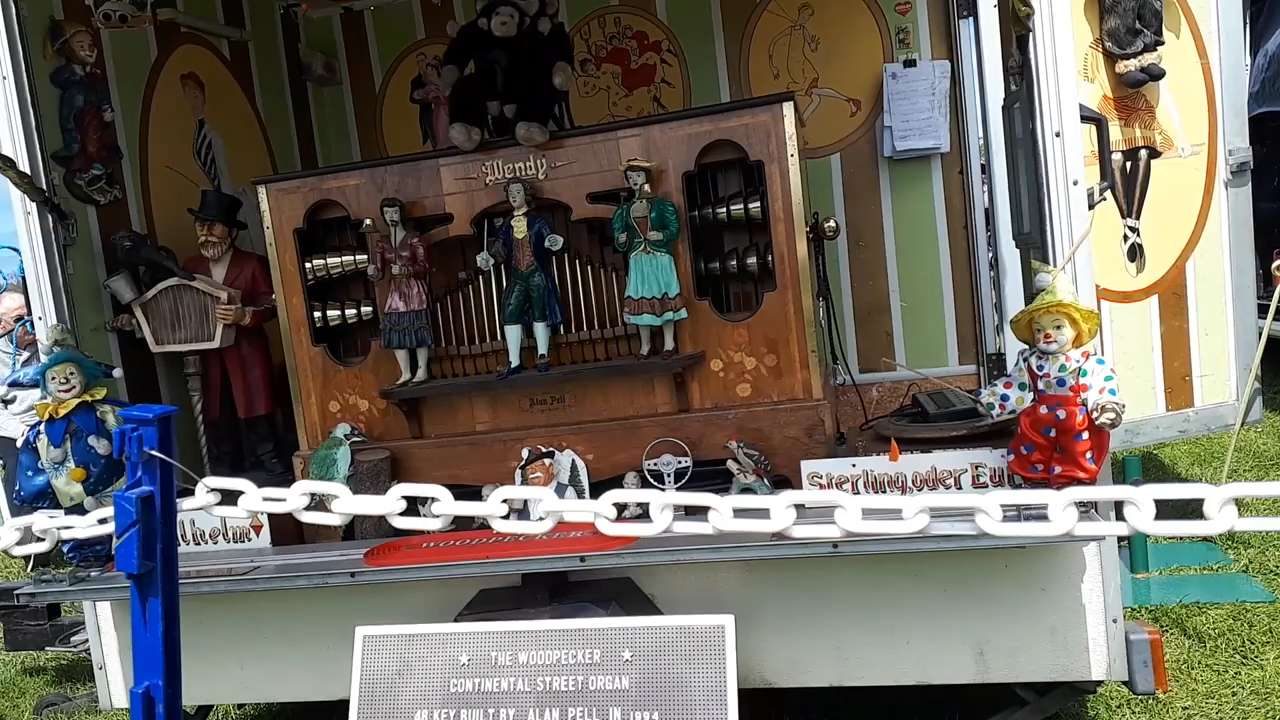 Wendy
Alan Pell
Sterling, oder Eu
lhelm
WOODPECKER
THE WOODPECKER
CONTINENTAL STREET ORGAN
48 KEY BUILT BY ALAN PELL IN 1994